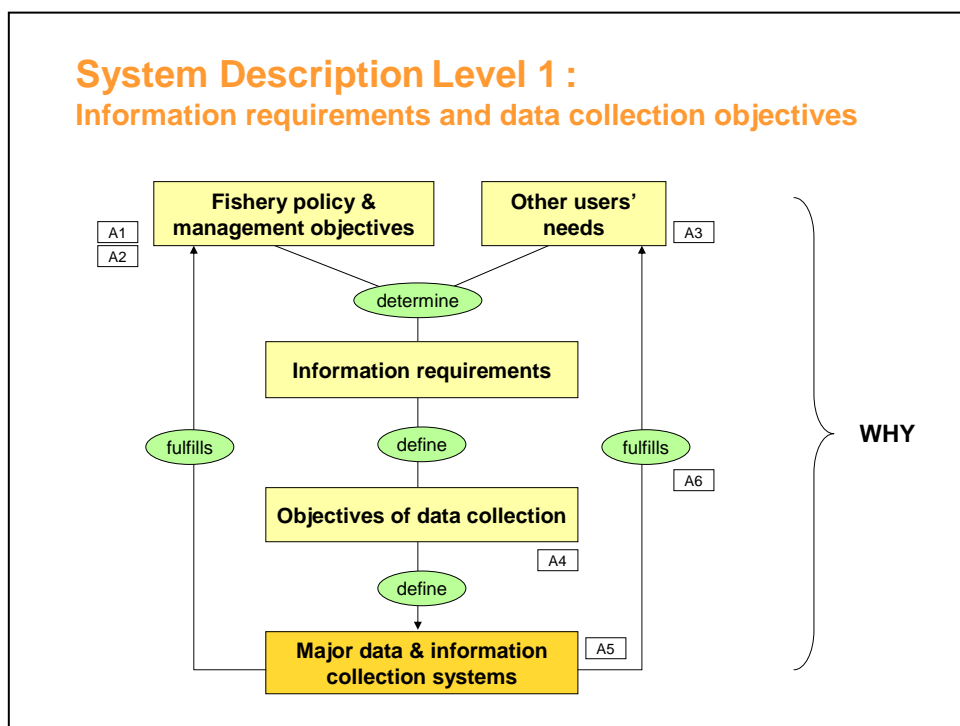 System Description Level 1 :
Information requirements and data collection objectives
Fishery policy &
management objectives
Other users’
needs
A1
A2
A3
determine
Information requirements
fulfills
define
fulfills
WHY
A6
Objectives of data collection
A4
define
Major data & information
collection systems
A5